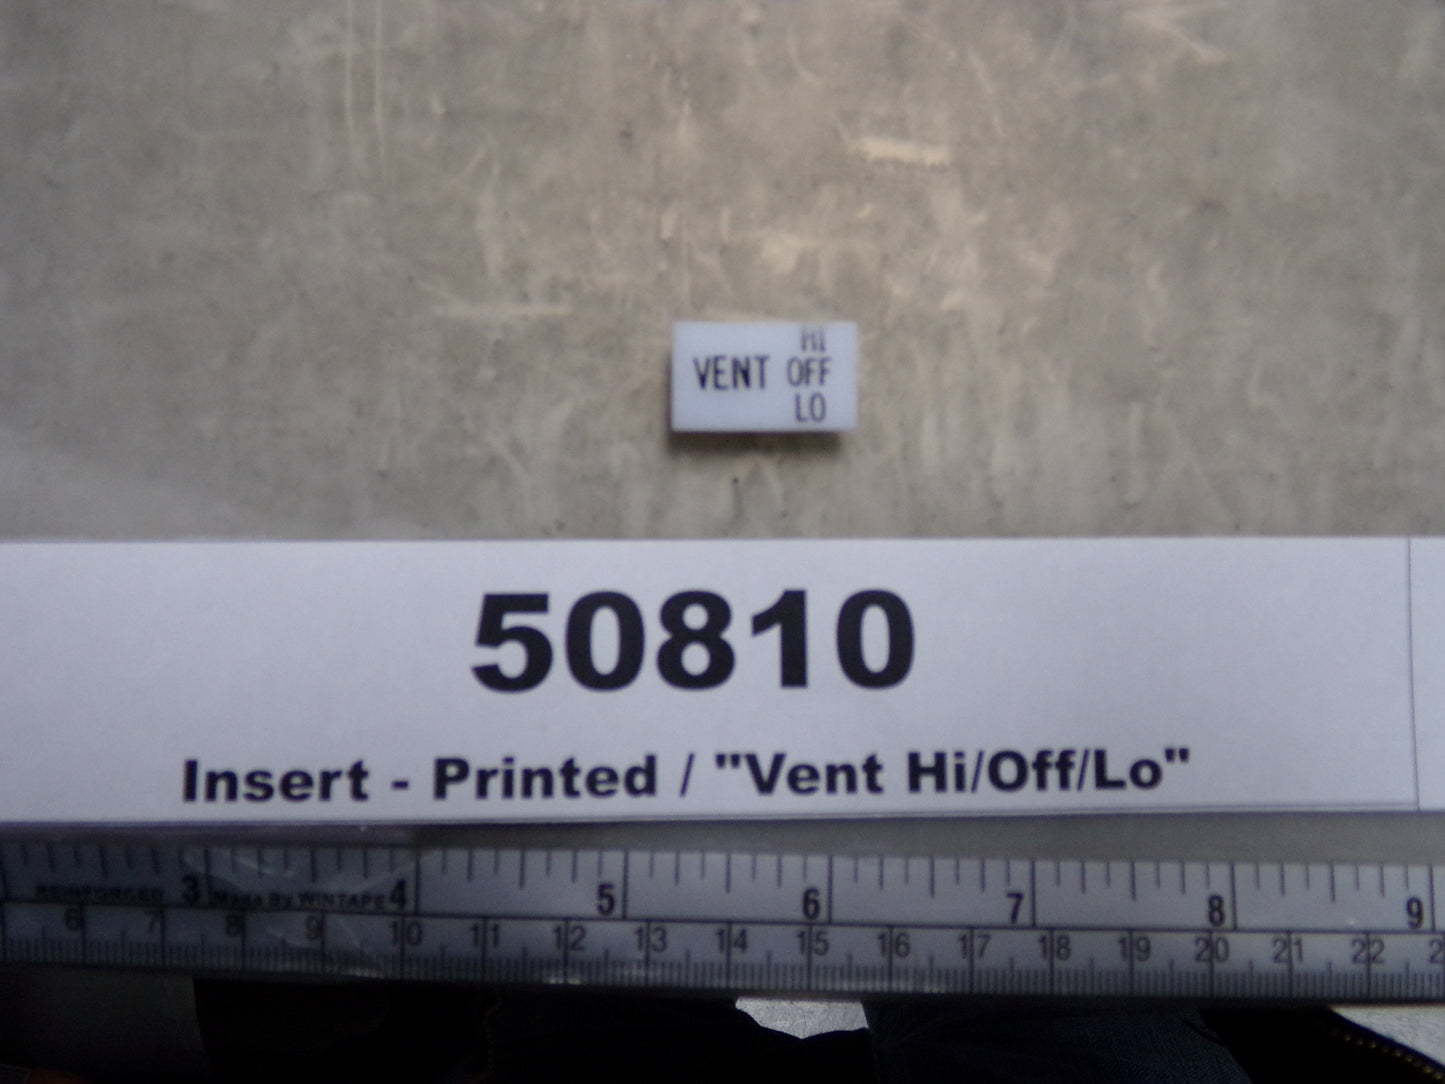 HI
VENT OFF
LO
50810
Insert - Printed / "Vent Hi/Off/Lo"
3 4 5 6 7 8 9
REINFORCED Made By WINTAPE
6 7 8 9 10 11 12 13 14 15 16 17 18 19 20 21 22 2